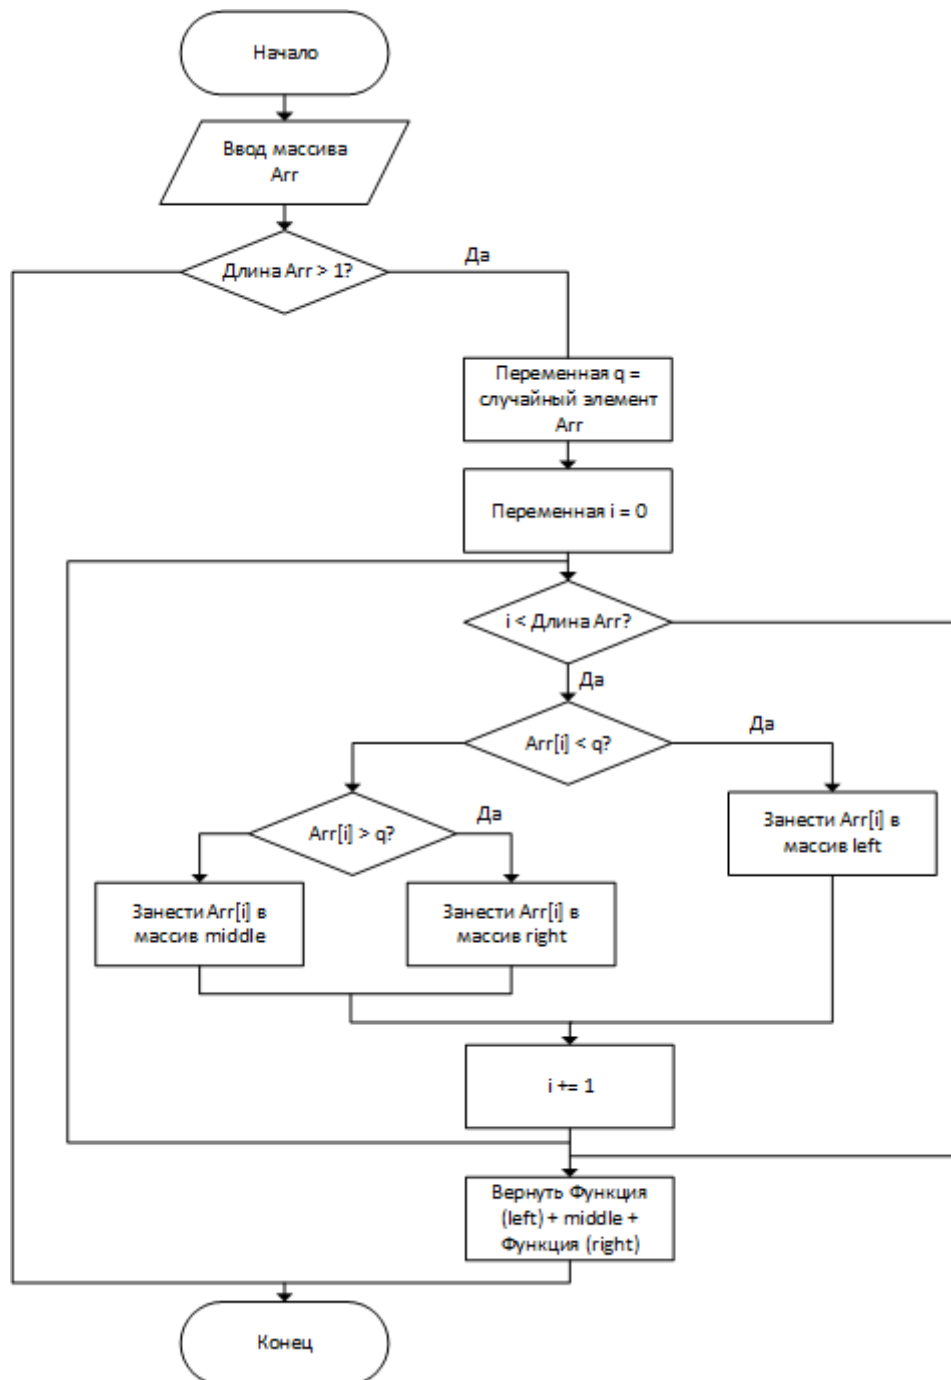 Начало
Ввод массива
Arr
Длина Arr > 1?
Да
Переменная q =
случайный элемент
Arr
Переменная i = 0
i < Длина Arr?
Да
Arr[i] < q?
Да
Занести Arr[i] в
массив left
Arr[i] > q?
Да
Занести Arr[i] в
массив middle
Занести Arr[i] в
массив right
i += 1
Вернуть Функция
(left) + middle +
Функция (right)
Конец